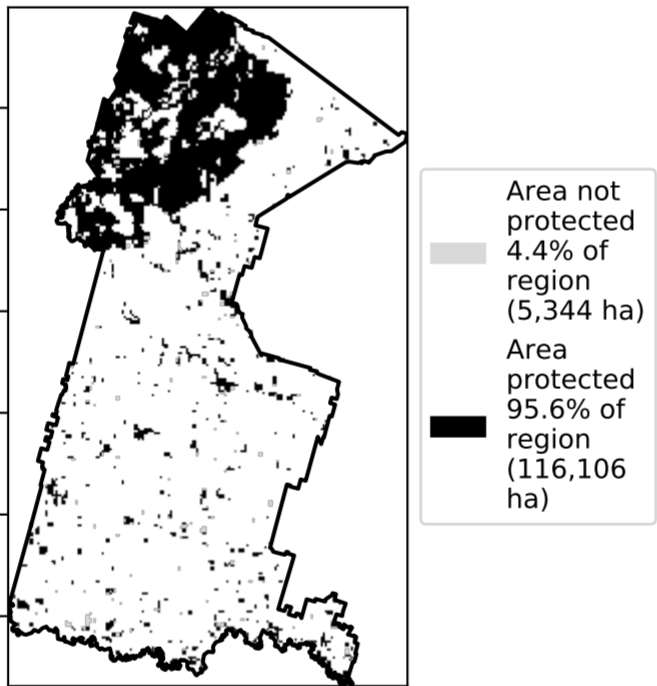 Area not
protected
4.4% of
region
(5,344 ha)
Area
protected
95.6% of
region
(116,106
ha)